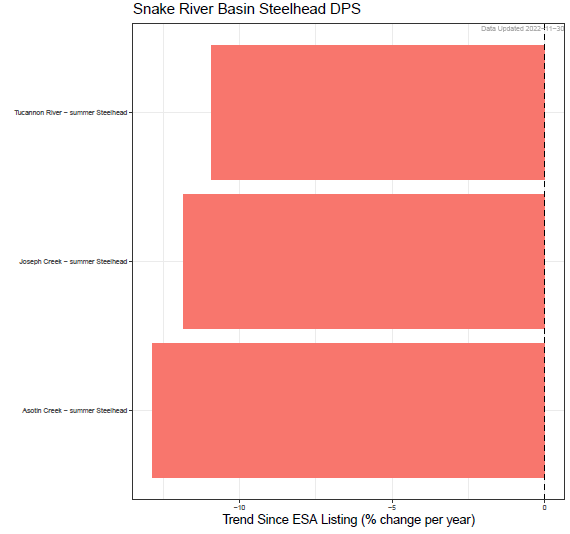 Snake River Basin Steelhead DPS
Data Updated 2022-11-30
Tucannon River - summer Steelhead
Joseph Creek - summer Steelhead
Asotin Creek - summer Steelhead
-10
-5
0
Trend Since ESA Listing (% change per year)